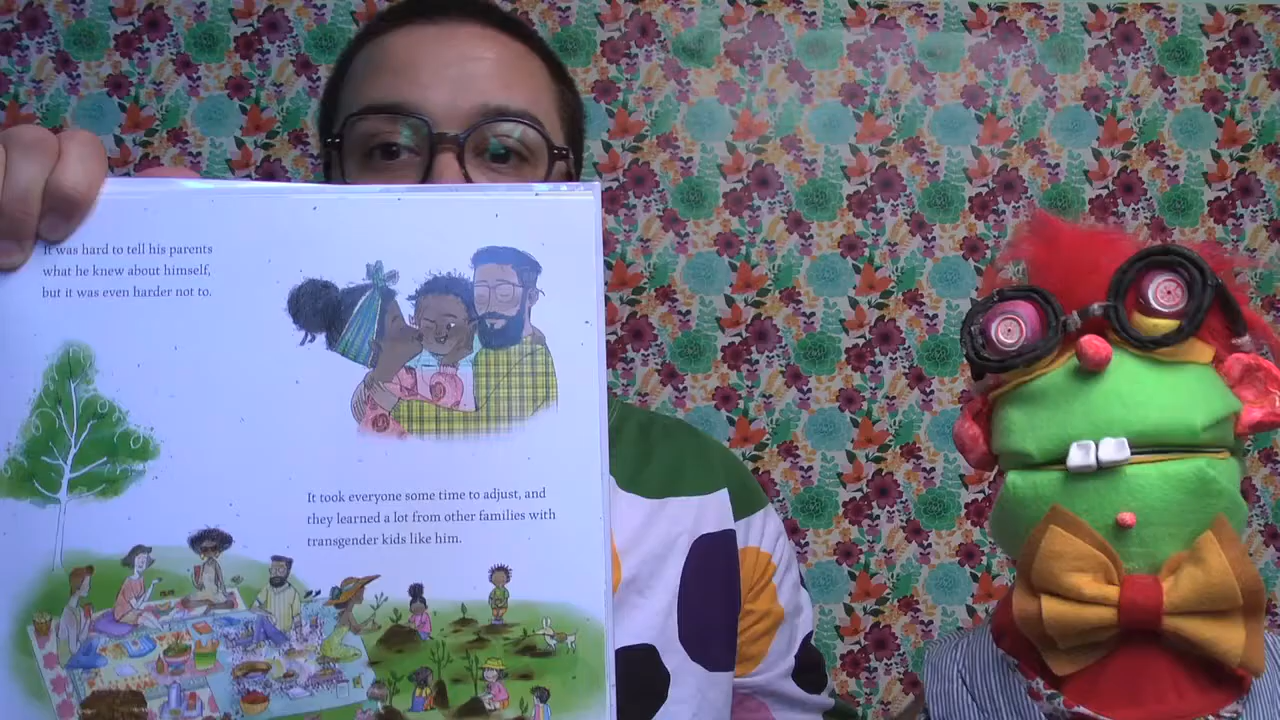 It was hard to tell his parents
what he knew about himself,
but it was even harder not to.
It took everyone some time to adjust, and
they learned a lot from other families with
transgender kids like him.